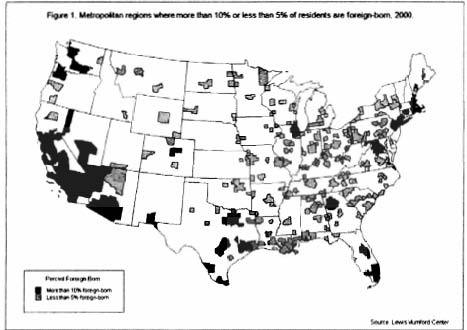 Figure 1. Metropolitan regions where more than 10% or less than 5% of residents are foreign-born, 2000.
Percent Foreign-Born
More than 10% foreign-born
Less than 5% foreign-born
Source: Lewis Mumford Center